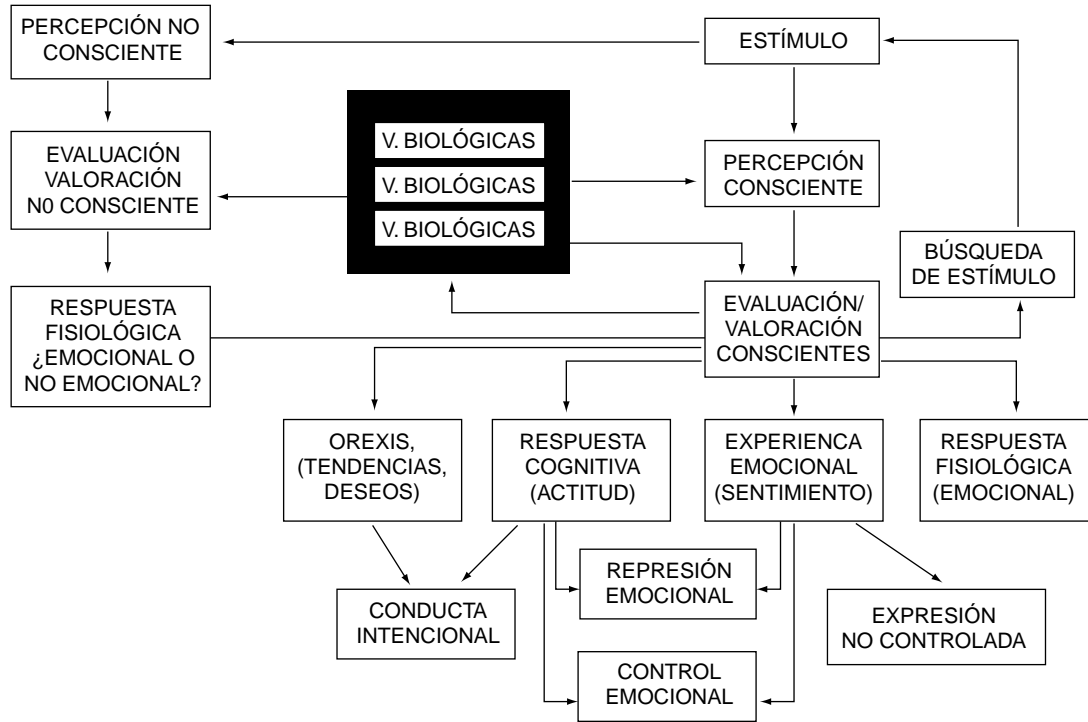 PERCEPCIÓN NO
CONSCIENTE
ESTÍMULO
V. BIOLÓGICAS
V. BIOLÓGICAS
V. BIOLÓGICAS
EVALUACIÓN
VALORACIÓN
N0 CONSCIENTE
PERCEPCIÓN
CONSCIENTE
BÚSQUEDA
DE ESTÍMULO
RESPUESTA
FISIOLÓGICA
¿EMOCIONAL O
NO EMOCIONAL?
EVALUACIÓN/
VALORACIÓN
CONSCIENTES
OREXIS,
(TENDENCIAS,
DESEOS)
RESPUESTA
COGNITIVA
(ACTITUD)
EXPERIENCA
EMOCIONAL
(SENTIMIENTO)
RESPUESTA
FISIOLÓGICA
(EMOCIONAL)
REPRESIÓN
EMOCIONAL
CONDUCTA
INTENCIONAL
EXPRESIÓN
NO CONTROLADA
CONTROL
EMOCIONAL